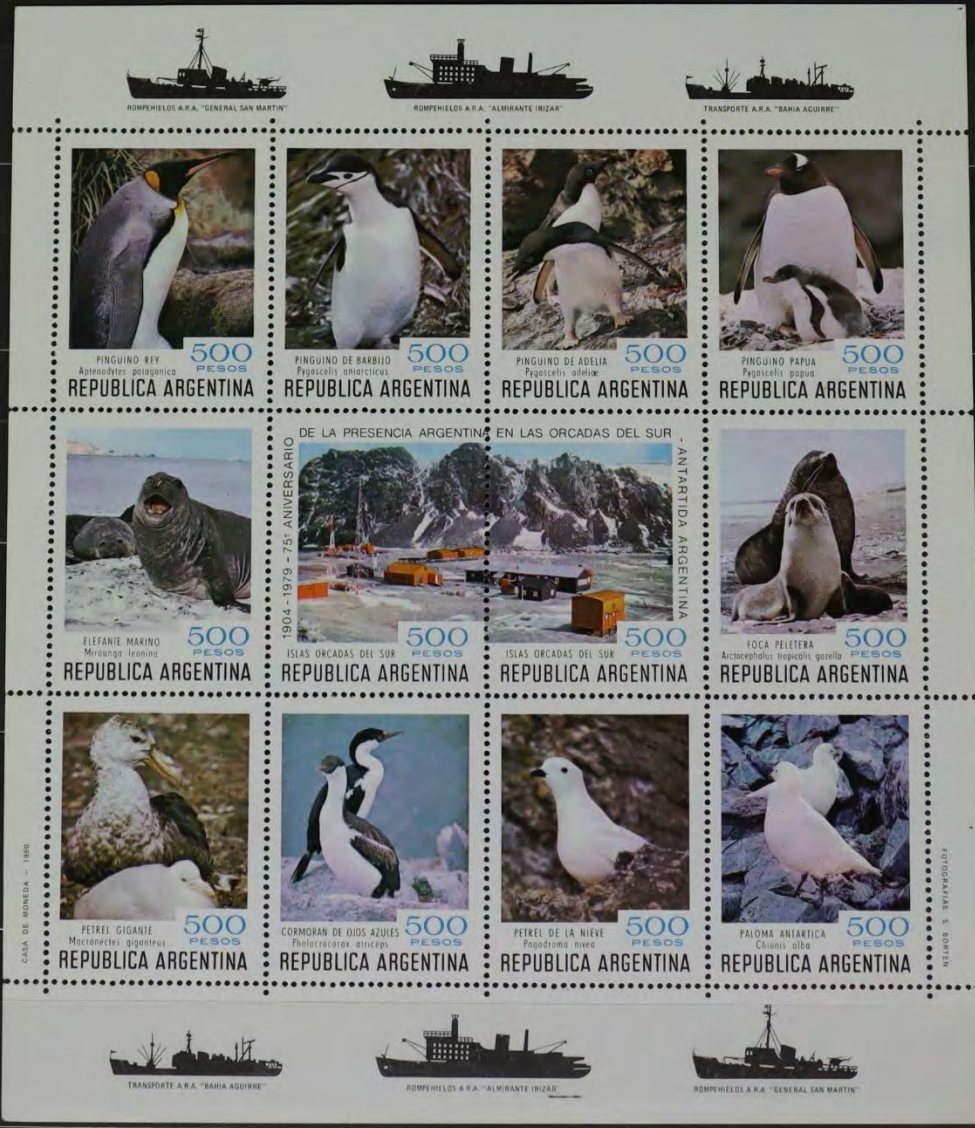 ROMPEHIELOS A.R.A. "GENERAL SAN MARTIN"
ROMPEHIELOS A.R.A. "ALMIRANTE IRIZAR"
TRANSPORTE A.R.A. "BAHIA AGUIRRE"
PINGUINO REY
Aptenodytes patagonica
500
PESOS
REPUBLICA ARGENTINA
PINGUINO DE BARBIJO
Pygoscelis antarcticus
500
PESOS
REPUBLICA ARGENTINA
PINGUINO DE ADELIA
Pygoscelis adeliæ
500
PESOS
REPUBLICA ARGENTINA
PINGUINO PAPUA
Pygoscelis papua
500
PESOS
REPUBLICA ARGENTINA
ELEFANTE MARINO
Mirounga leonina
500
PESOS
REPUBLICA ARGENTINA
1904 - 1979 - 75º ANIVERSARIO
DE LA PRESENCIA ARGENTINA EN LAS ORCADAS DEL SUR
- ANTARTIDA ARGENTINA
ISLAS ORCADAS DEL SUR
500
PESOS
REPUBLICA ARGENTINA
ISLAS ORCADAS DEL SUR
500
PESOS
REPUBLICA ARGENTINA
FOCA PELETERA
Arctocephalus tropicalis gazella
500
PESOS
REPUBLICA ARGENTINA
PETREL GIGANTE
Macronectes giganteus
500
PESOS
REPUBLICA ARGENTINA
CORMORAN DE OJOS AZULES
Phalacrocorax atriceps
500
PESOS
REPUBLICA ARGENTINA
PETREL DE LA NIEVE
Pagodroma nivea
500
PESOS
REPUBLICA ARGENTINA
PALOMA ANTARTICA
Chionis alba
500
PESOS
REPUBLICA ARGENTINA
CASA DE MONEDA - 1980
FOTOGRAFIAS S. BORTEN
TRANSPORTE A.R.A. "BAHIA AGUIRRE"
ROMPEHIELOS A.R.A. "ALMIRANTE IRIZAR"
ROMPEHIELOS A.R.A. "GENERAL SAN MARTIN"